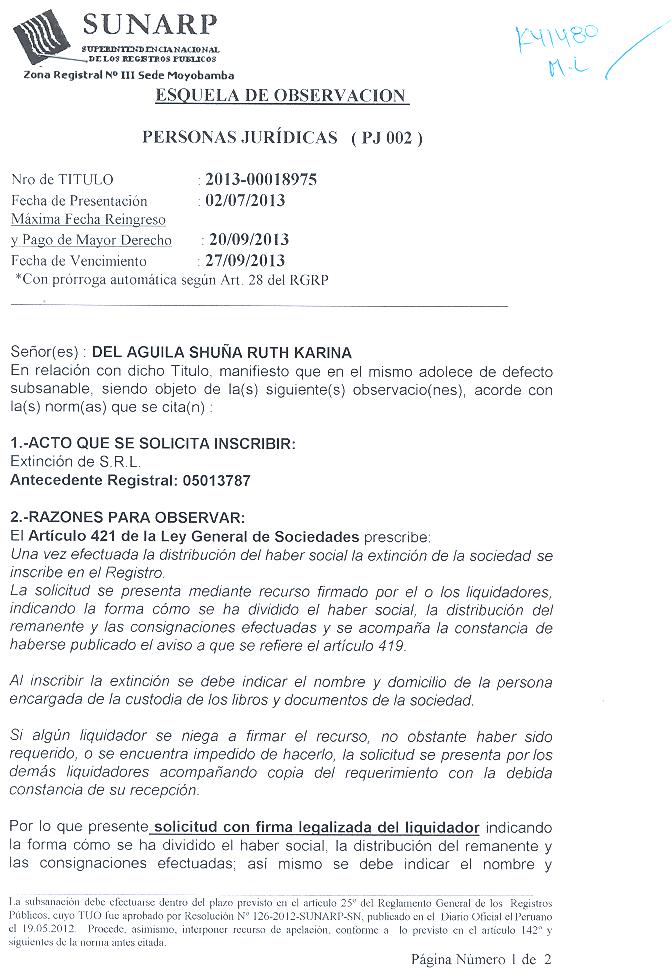 SUNARP
SUPERINTENDENCIA NACIONAL
DE LOS REGISTROS PUBLICOS
Zona Registral Nº III Sede Moyobamba
K41480
M.L
ESQUELA DE OBSERVACION
PERSONAS JURÍDICAS ( PJ 002 )
Nro de TITULO : 2013-00018975
Fecha de Presentación : 02/07/2013
Máxima Fecha Reingreso
y Pago de Mayor Derecho : 20/09/2013
Fecha de Vencimiento : 27/09/2013
*Con prórroga automática según Art. 28 del RGRP
Señor(es) : DEL AGUILA SHUÑA RUTH KARINA
En relación con dicho Titulo, manifiesto que en el mismo adolece de defecto
subsanable, siendo objeto de la(s) siguiente(s) observacio(nes), acorde con
la(s) norm(as) que se cita(n) :
1.-ACTO QUE SE SOLICITA INSCRIBIR:
Extinción de S.R.L.
Antecedente Registral: 05013787
2.-RAZONES PARA OBSERVAR:
El Artículo 421 de la Ley General de Sociedades prescribe:
Una vez efectuada la distribución del haber social la extinción de la sociedad se
inscribe en el Registro.
La solicitud se presenta mediante recurso firmado por el o los liquidadores,
indicando la forma cómo se ha dividido el haber social, la distribución del
remanente y las consignaciones efectuadas y se acompaña la constancia de
haberse publicado el aviso a que se refiere el artículo 419.
Al inscribir la extinción se debe indicar el nombre y domicilio de la persona
encargada de la custodia de los libros y documentos de la sociedad.
Si algún liquidador se niega a firmar el recurso, no obstante haber sido
requerido, o se encuentra impedido de hacerlo, la solicitud se presenta por los
demás liquidadores acompañando copia del requerimiento con la debida
constancia de su recepción.
Por lo que presente solicitud con firma legalizada del liquidador indicando
la forma cómo se ha dividido el haber social, la distribución del remanente y
las consignaciones efectuadas; así mismo se debe indicar el nombre y
La subsanación debe efectuarse dentro del plazo previsto en el artículo 25º del Reglamento General de los Registros
Públicos, cuyo TUO fue aprobado por Resolución Nº 126-2012-SUNARP-SN, publicado en el Diario Oficial el Peruano
el 19.05.2012. Procede, asimismo, interponer recurso de apelación, conforme a lo previsto en el artículo 142º y
siguientes de la norma antes citada.
Página Número 1 de 2